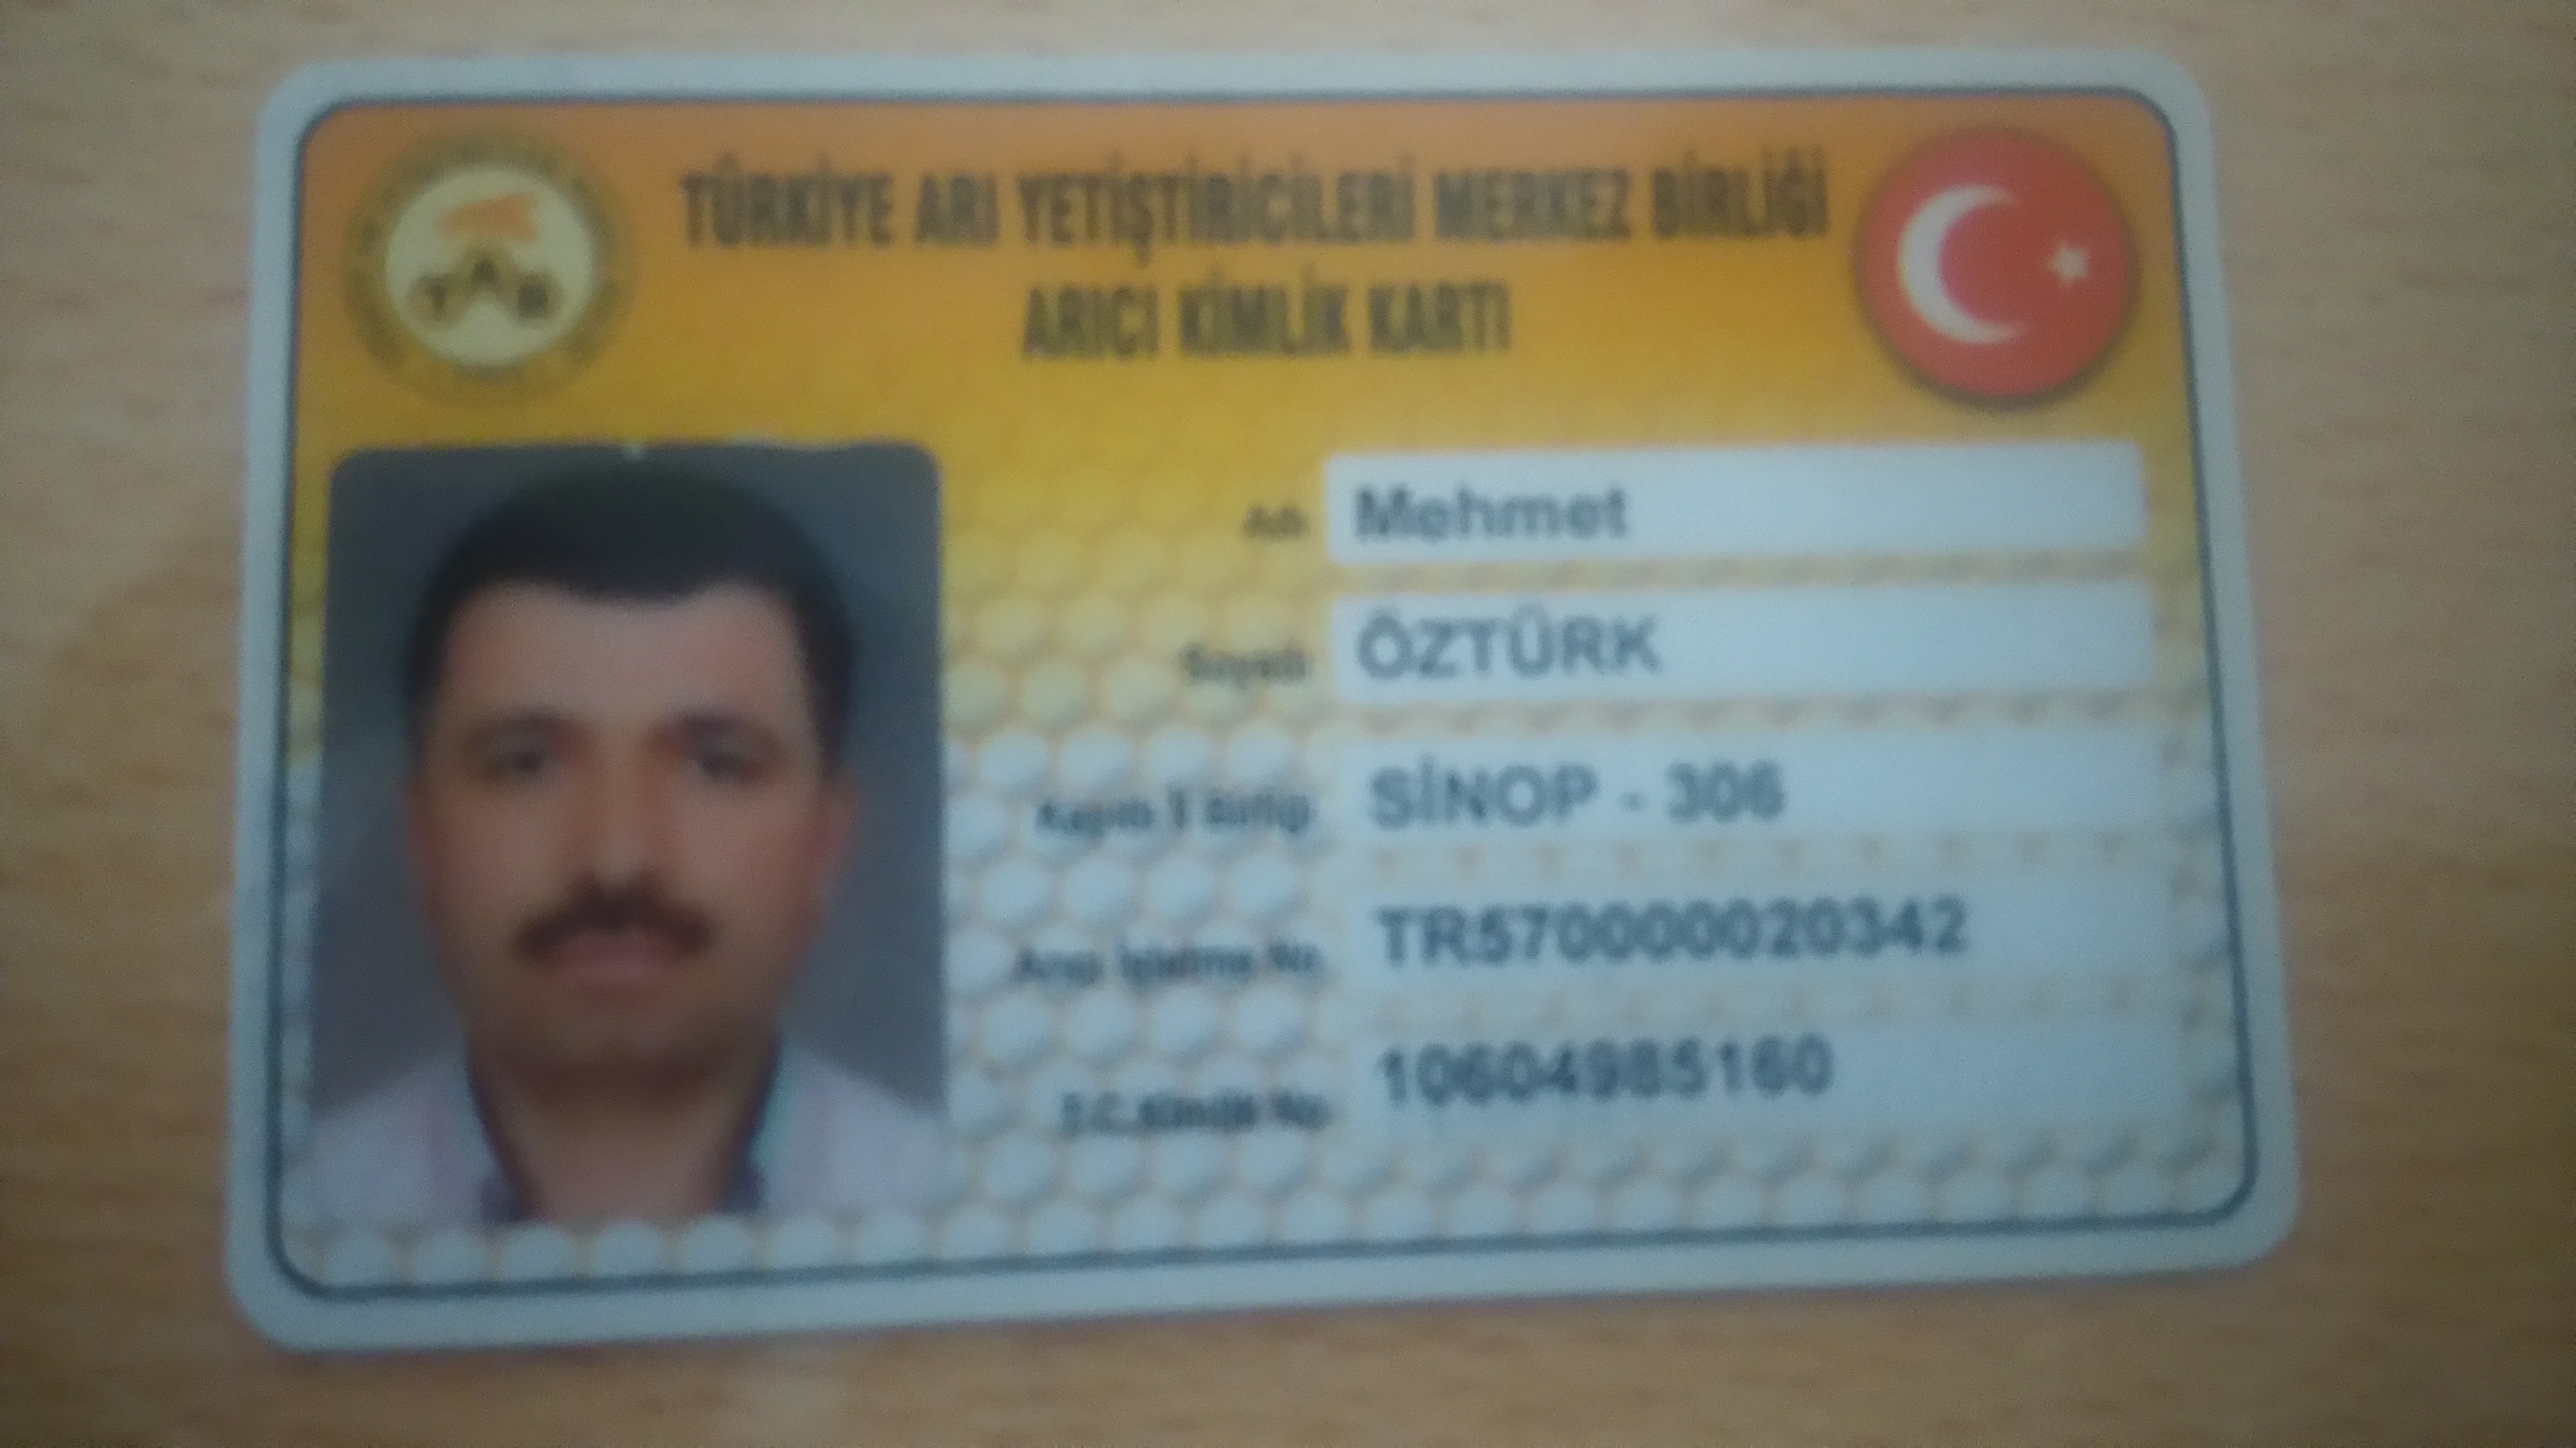 TÜRKİYE ARI YETİŞTİRİCİLERİ MERKEZ BİRLİĞİ
ARICI KİMLİK KARTI
TAB
Adı Mehmet
Soyadı ÖZTÜRK
Kayıtlı İl Birliği SİNOP - 306
Arıcı İşletme No TR570000020342
T.C.Kimlik No 10604985160